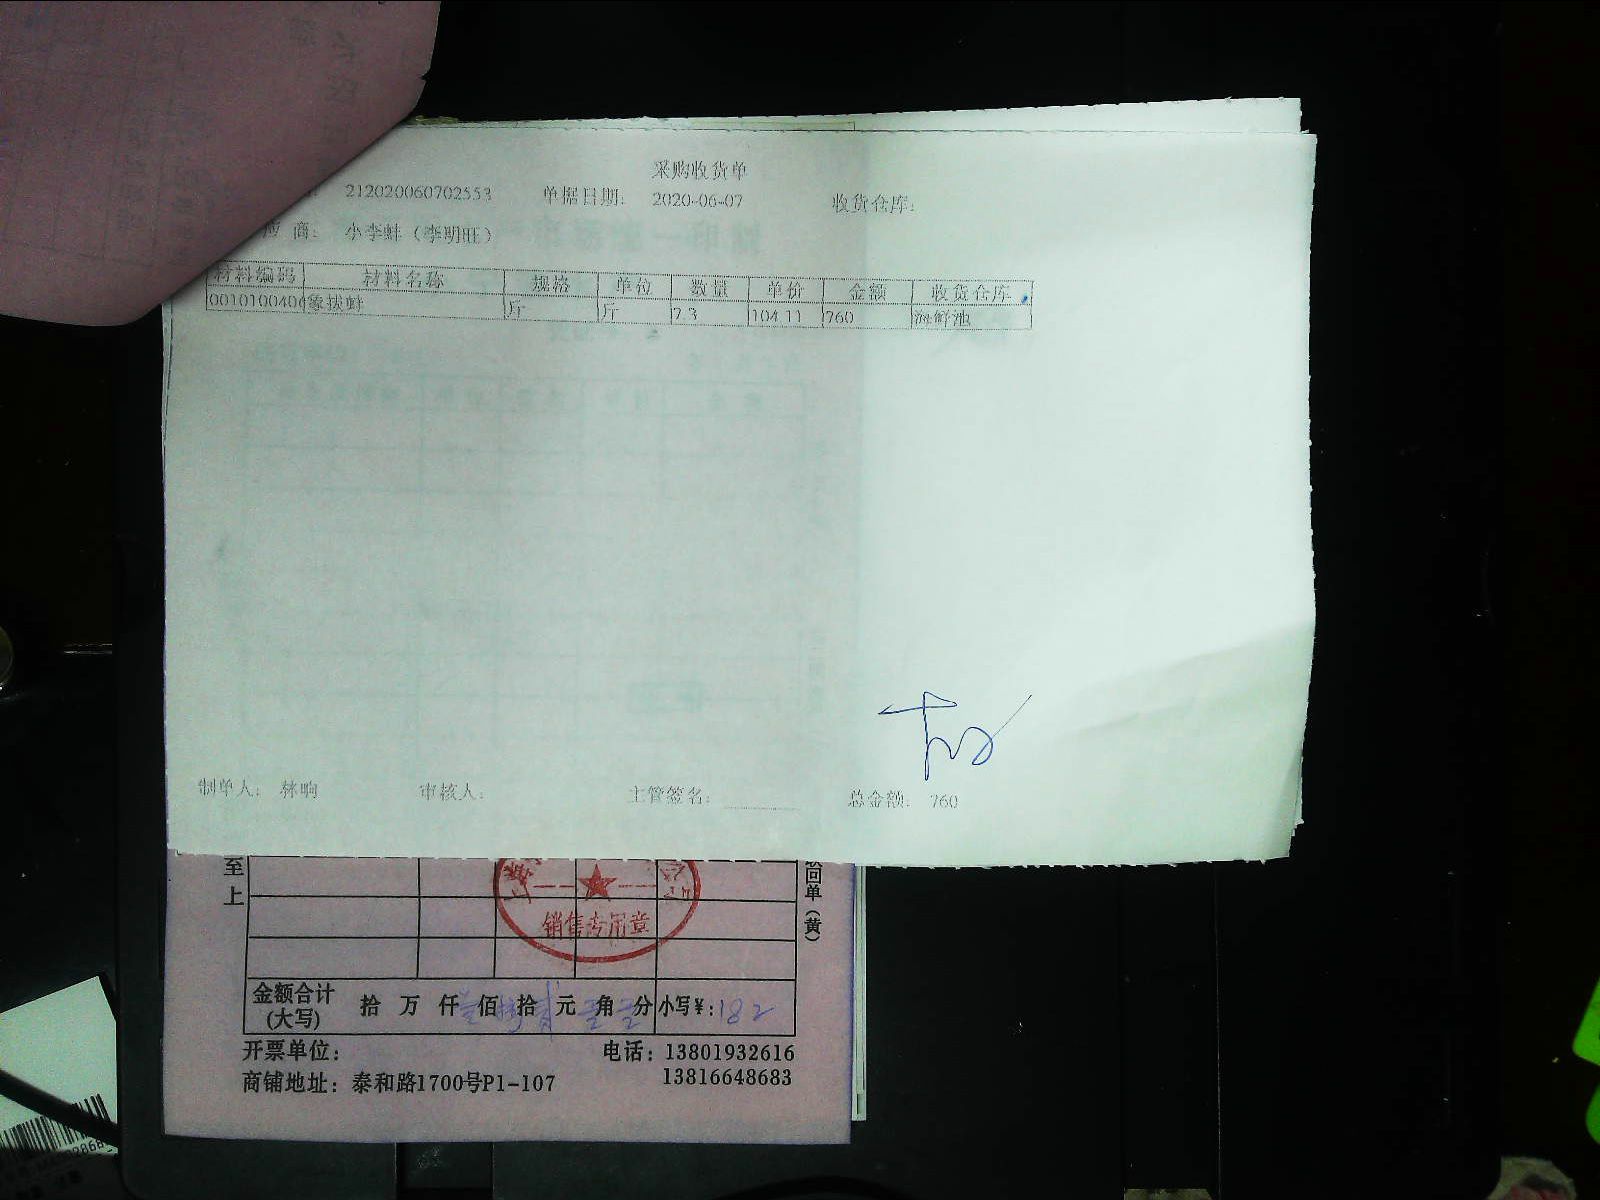 采购收货单
212020060702553 单据日期: 2020-06-07 收货仓库:
应 商: 小李蚌（李明旺）
材料编码 材料名称 规格 单位 数量 单价 金额 收货仓库
0010100406 象拔蚌 斤 斤 7.3 104.11 760 海鲜池
制单人: 林响 审核人: 主管签名: 总金额: 760
至上
回单（黄）
销售专用章
金额合计(大写) 拾 万 仟 佰 拾 元 角 分 小写¥: 182
开票单位: 电话: 13801932616
商铺地址: 泰和路1700号P1-107 13816648683